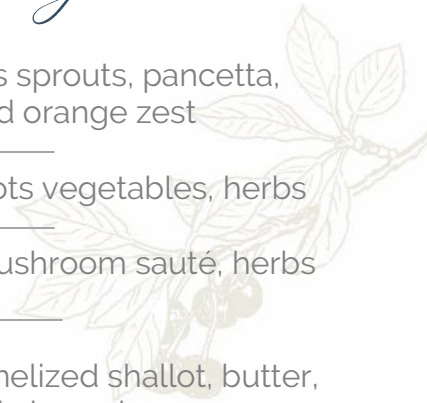 s sprouts, pancetta,
d orange zest
ots vegetables, herbs
ushroom sauté, herbs
nelized shallot, butter,